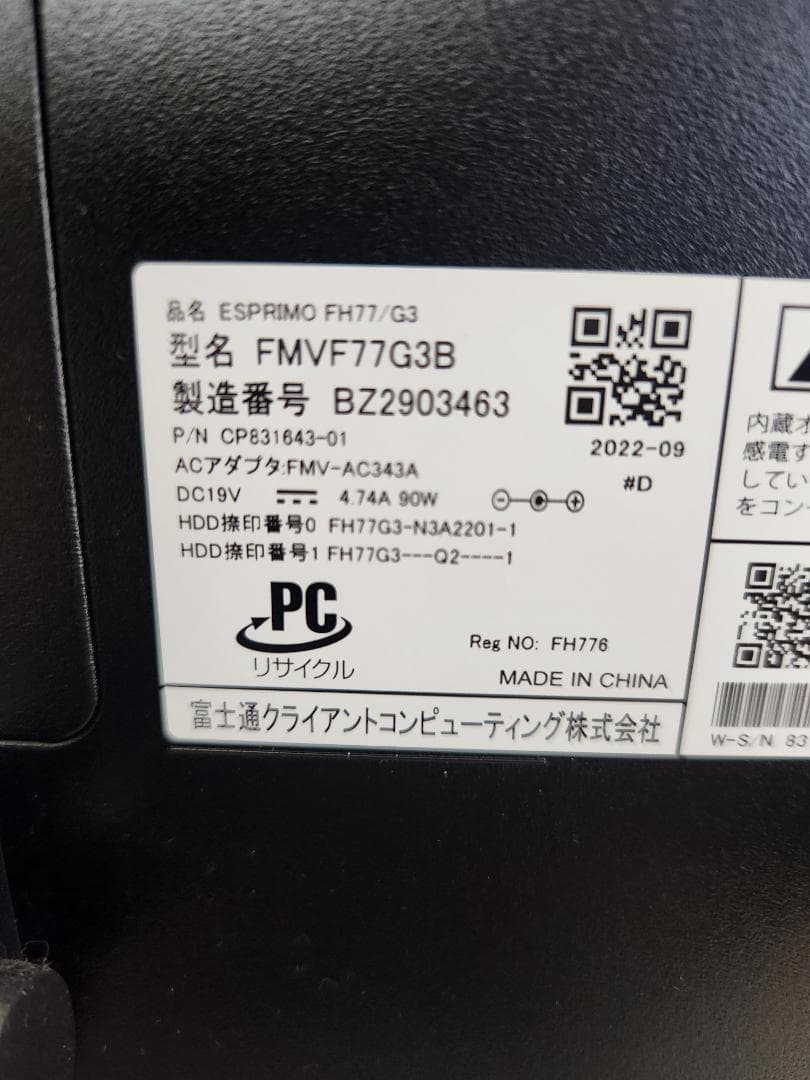 品名 ESPRIMO FH77/G3
型名 FMVF77G3B
製造番号 BZ2903463
P/N CP831643-01
ACアダプタ:FMV-AC343A
DC19V 4.74A 90W
HDD捺印番号0 FH77G3-N3A2201-1
HDD捺印番号1 FH77G3---Q2----1
2022-09
#D
PC
リサイクル
Reg NO: FH776
MADE IN CHINA
富士通クライアントコンピューティング株式会社
内蔵オ
感電す
してい
をコン
W-S/N 83